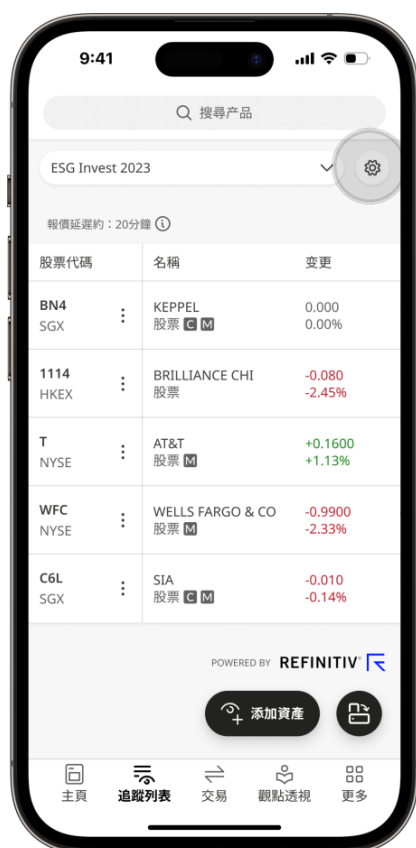 9:41
搜尋产品
ESG Invest 2023
報價延遲約：20分鐘
股票代碼 名稱 变更
BN4 KEPPEL 0.000
SGX 股票 C M 0.00%
1114 BRILLIANCE CHI -0.080
HKEX 股票 -2.45%
T AT&T +0.1600
NYSE 股票 M +1.13%
WFC WELLS FARGO & CO -0.9900
NYSE 股票 M -2.33%
C6L SIA -0.010
SGX 股票 C M -0.14%
POWERED BY REFINITIV
添加資產
主頁 追蹤列表 交易 觀點透視 更多